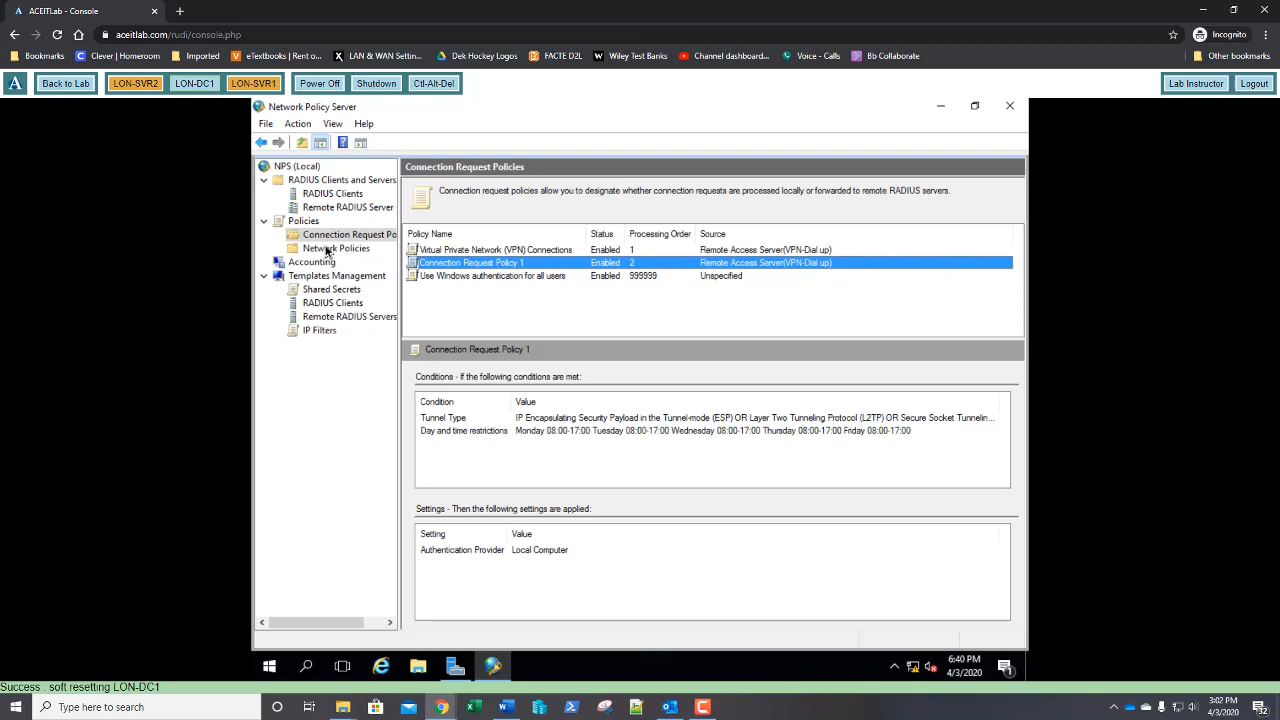 ACEITLab - Console
aceitlab.com/rudi/console.php
Incognito
Bookmarks Clever | Homeroom Imported eTextbooks | Rent o... LAN & WAN Settin... Dek Hockey Logos FACTE D2L Wiley Test Banks Channel dashboard... Voice - Calls Bb Collaborate Other bookmarks
A Back to Lab LON-SVR2 LON-DC1 LON-SVR1 Power Off Shutdown Ctl-Alt-Del Lab Instructor Logout
Network Policy Server
File Action View Help
NPS (Local)
RADIUS Clients and Servers
RADIUS Clients
Remote RADIUS Server
Policies
Connection Request Po
Network Policies
Accounting
Templates Management
Shared Secrets
RADIUS Clients
Remote RADIUS Servers
IP Filters
Connection Request Policies
Connection request policies allow you to designate whether connection requests are processed locally or forwarded to remote RADIUS servers.
Policy Name Status Processing Order Source
Virtual Private Network (VPN) Connections Enabled 1 Remote Access Server(VPN-Dial up)
Connection Request Policy 1 Enabled 2 Remote Access Server(VPN-Dial up)
Use Windows authentication for all users Enabled 999999 Unspecified
Connection Request Policy 1
Conditions - If the following conditions are met:
Condition Value
Tunnel Type IP Encapsulating Security Payload in the Tunnel-mode (ESP) OR Layer Two Tunneling Protocol (L2TP) OR Secure Socket Tunnelin...
Day and time restrictions Monday 08:00-17:00 Tuesday 08:00-17:00 Wednesday 08:00-17:00 Thursday 08:00-17:00 Friday 08:00-17:00
Settings - Then the following settings are applied:
Setting Value
Authentication Provider Local Computer
6:40 PM
4/3/2020
1
Success . soft resetting LON-DC1
Type here to search
3:02 PM
4/3/2020